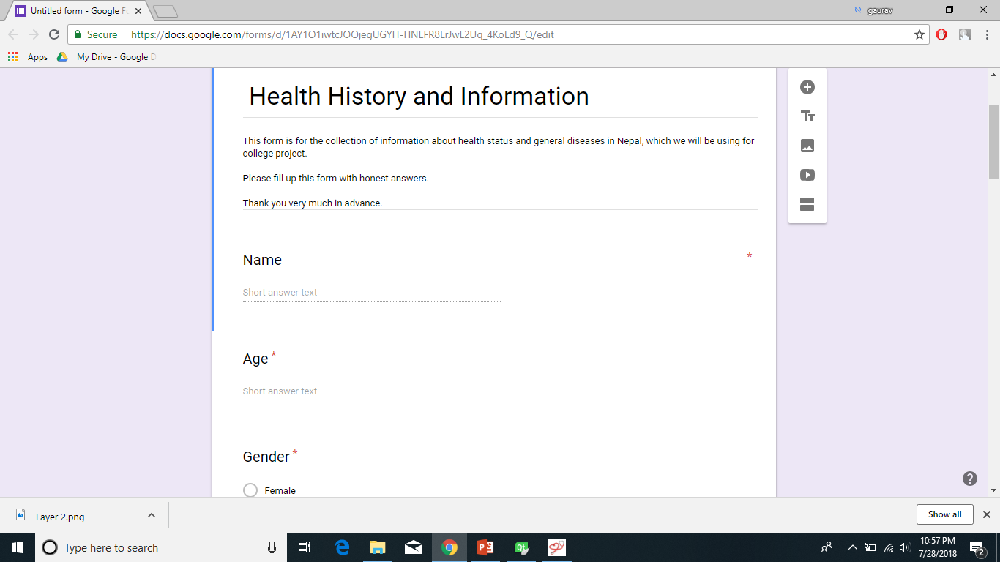 Untitled form - Google Fo
gaurav
Secure
https://docs.google.com/forms/d/1AY1O1iwtcJOOjegUGYH-HNLFR8LrJwL2Uq_4KoLd9_Q/edit
Apps
My Drive - Google D
Health History and Information
This form is for the collection of information about health status and general diseases in Nepal, which we will be using for
college project.
Please fill up this form with honest answers.
Thank you very much in advance.
Name *
Short answer text
Age *
Short answer text
Gender *
Female
Layer 2.png
Show all
Type here to search
10:57 PM
7/28/2018
2